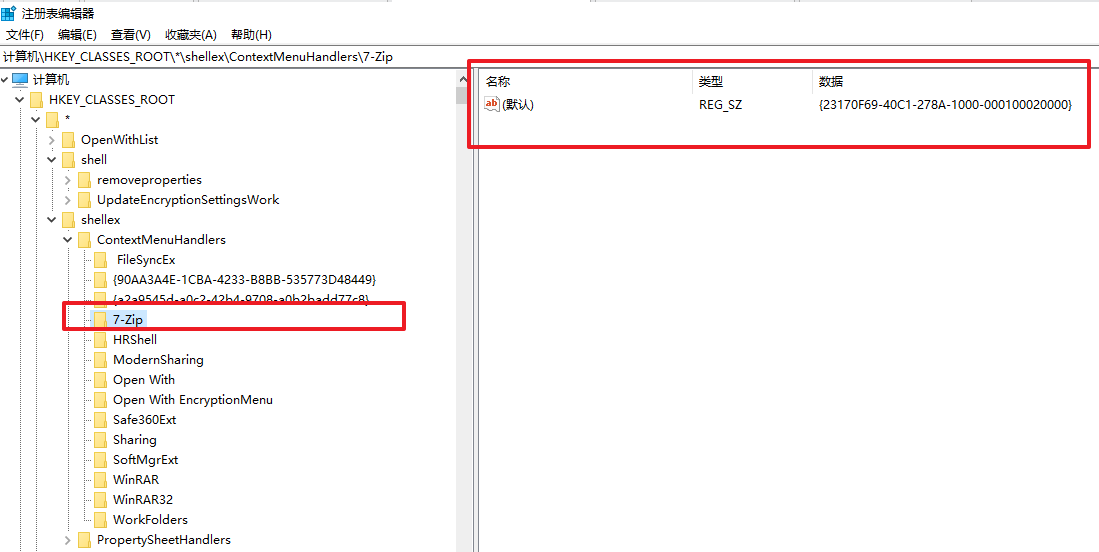 注册表编辑器
文件(F) 编辑(E) 查看(V) 收藏夹(A) 帮助(H)
计算机\HKEY_CLASSES_ROOT\*\shellex\ContextMenuHandlers\7-Zip
计算机
HKEY_CLASSES_ROOT
*
OpenWithList
shell
removeproperties
UpdateEncryptionSettingsWork
shellex
ContextMenuHandlers
FileSyncEx
{90AA3A4E-1CBA-4233-B8BB-535773D48449}
{a2a9545d-a0c2-42b4-9708-a0b2badd77c8}
7-Zip
HRShell
ModernSharing
Open With
Open With EncryptionMenu
Safe360Ext
Sharing
SoftMgrExt
WinRAR
WinRAR32
WorkFolders
PropertySheetHandlers
名称 类型 数据
ab (默认) REG_SZ {23170F69-40C1-278A-1000-000100020000}